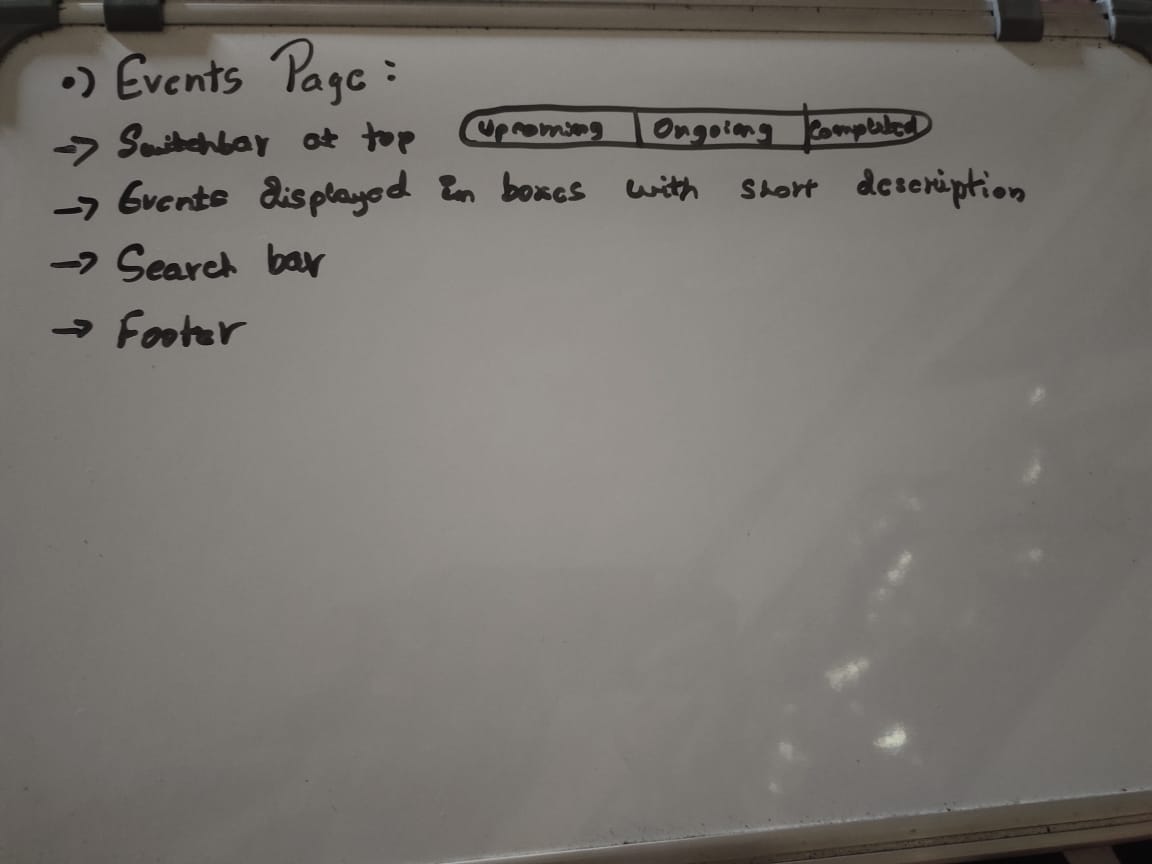 •) Events Page:
→ Switchbar at top Upcoming Ongoing Completed
→ Events displayed in boxes with short description
→ Search bar
→ Footer